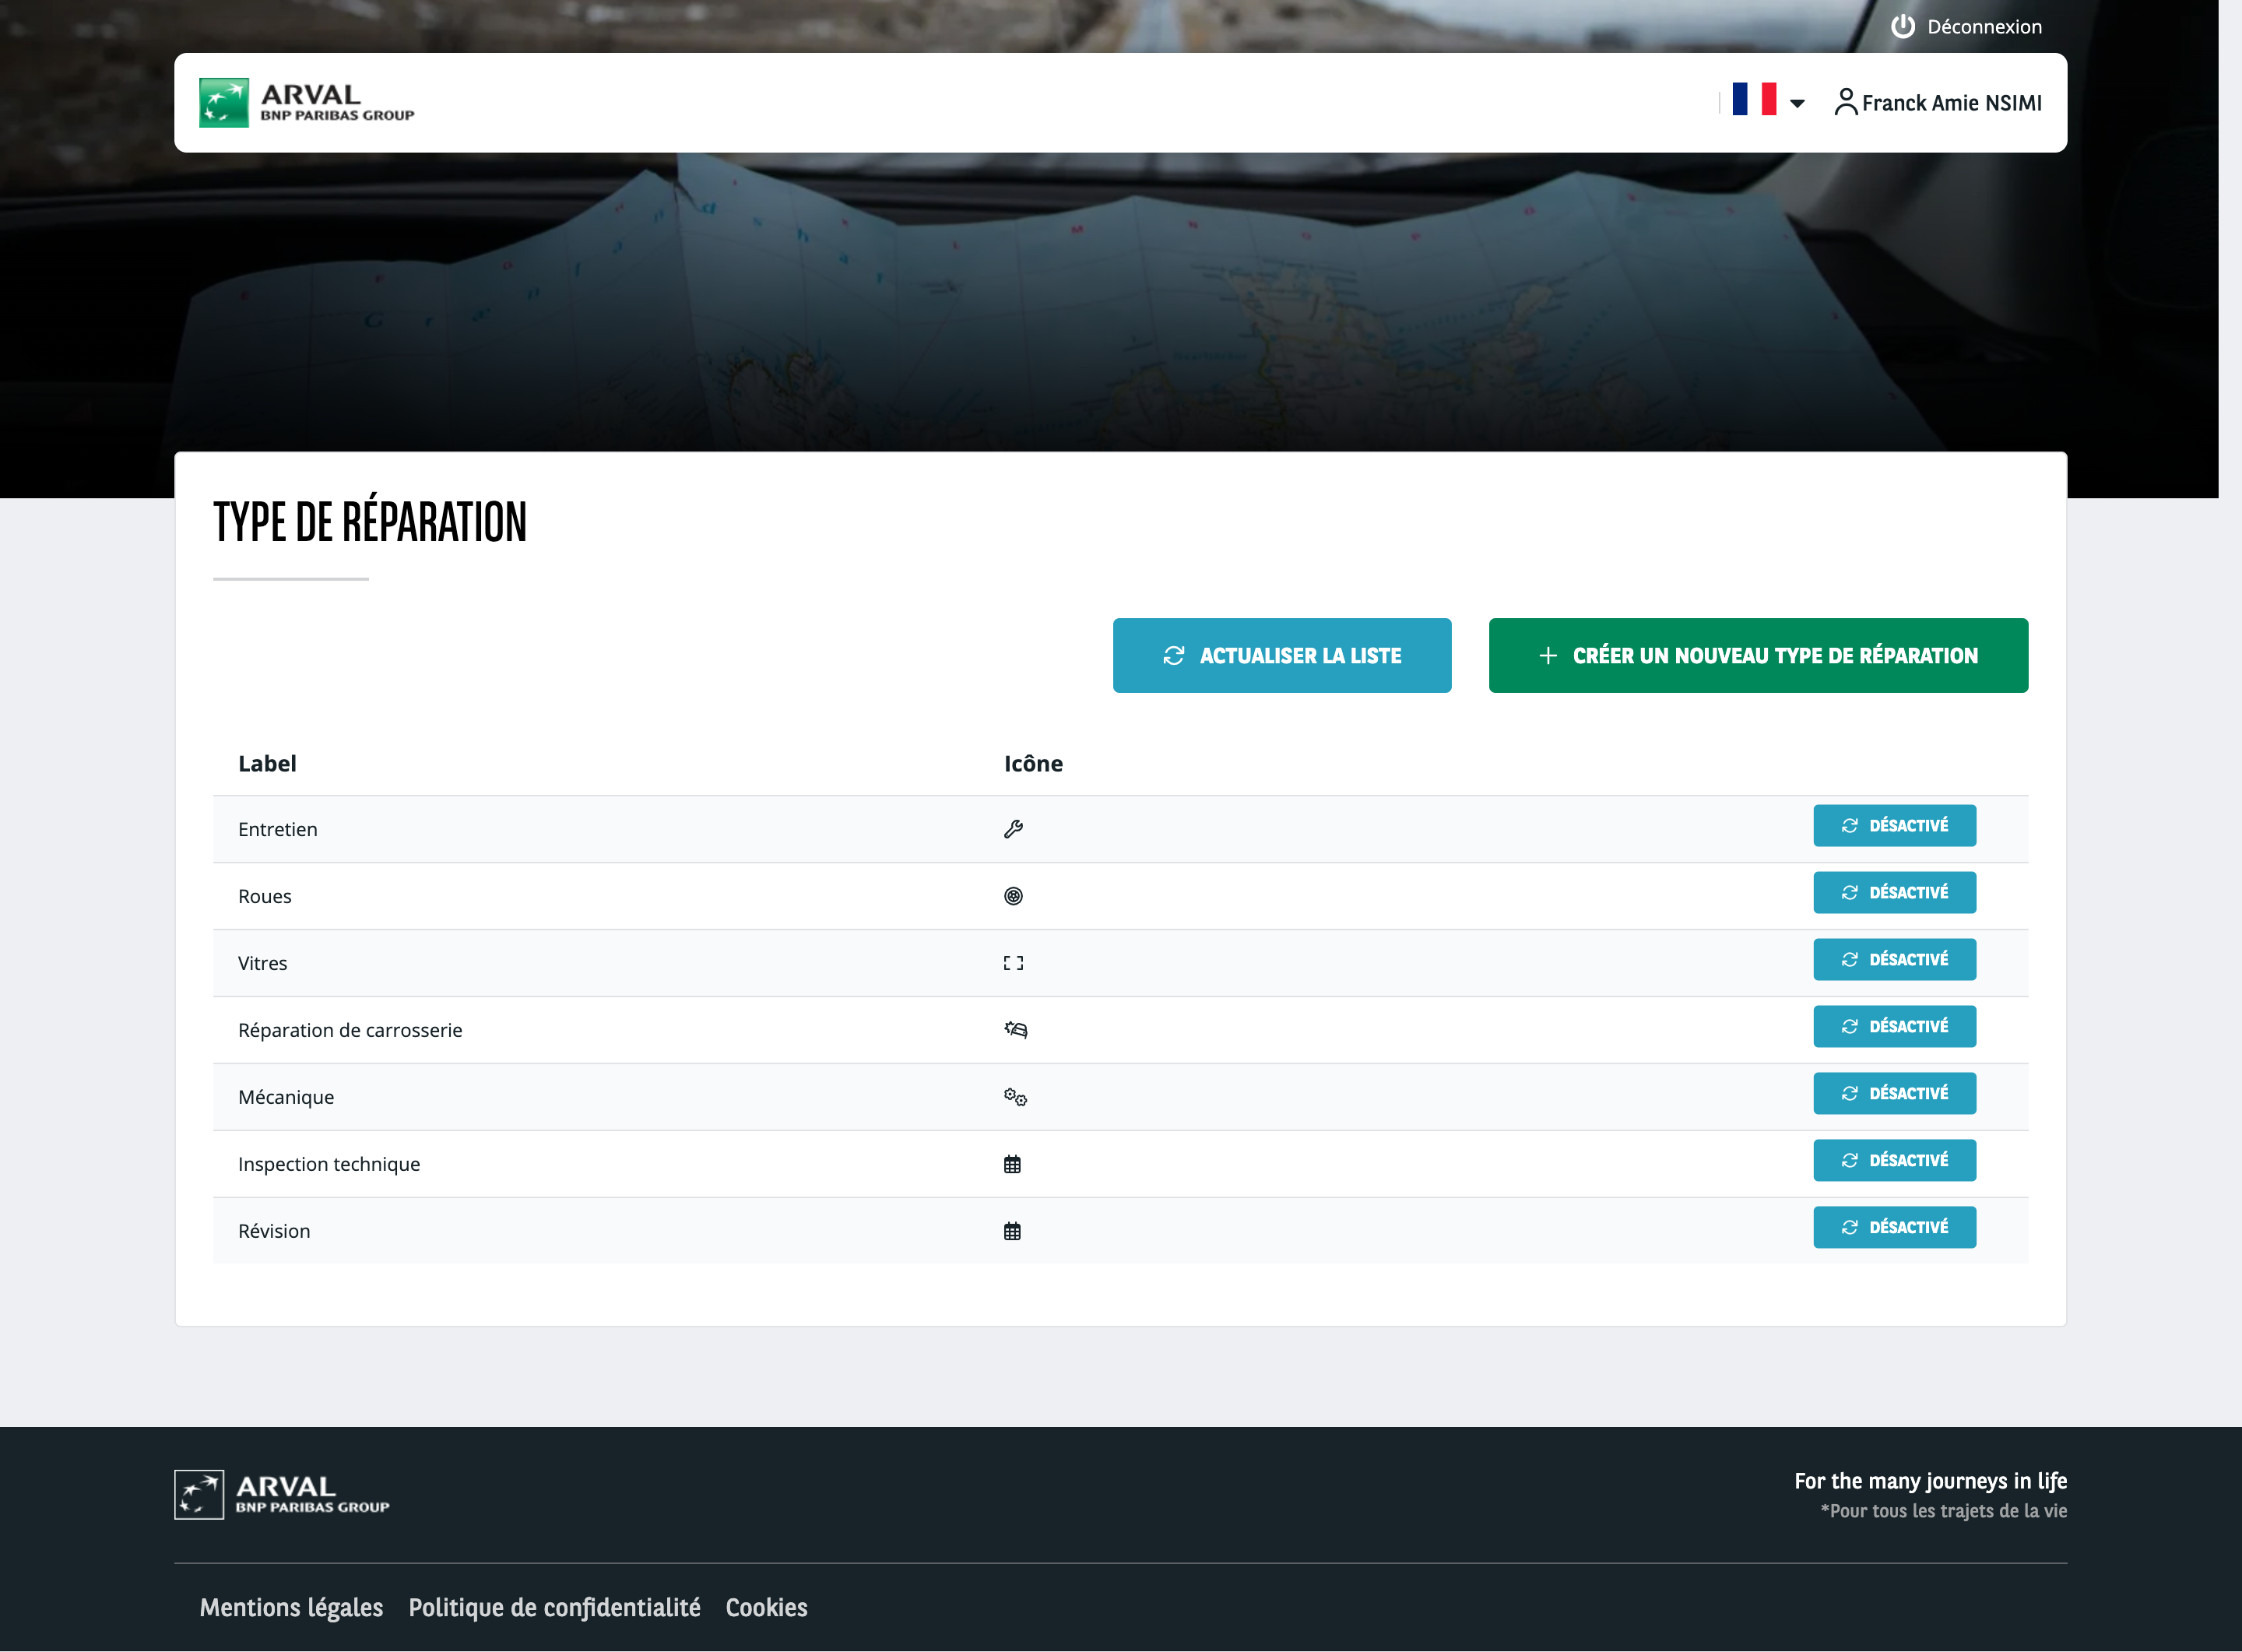 Déconnexion
ARVAL
BNP PARIBAS GROUP
Franck Amie NSIMI
TYPE DE RÉPARATION
ACTUALISER LA LISTE
CRÉER UN NOUVEAU TYPE DE RÉPARATION
Label Icône
Entretien DÉSACTIVÉ
Roues DÉSACTIVÉ
Vitres DÉSACTIVÉ
Réparation de carrosserie DÉSACTIVÉ
Mécanique DÉSACTIVÉ
Inspection technique DÉSACTIVÉ
Révision DÉSACTIVÉ
ARVAL
BNP PARIBAS GROUP
For the many journeys in life
*Pour tous les trajets de la vie
Mentions légales Politique de confidentialité Cookies